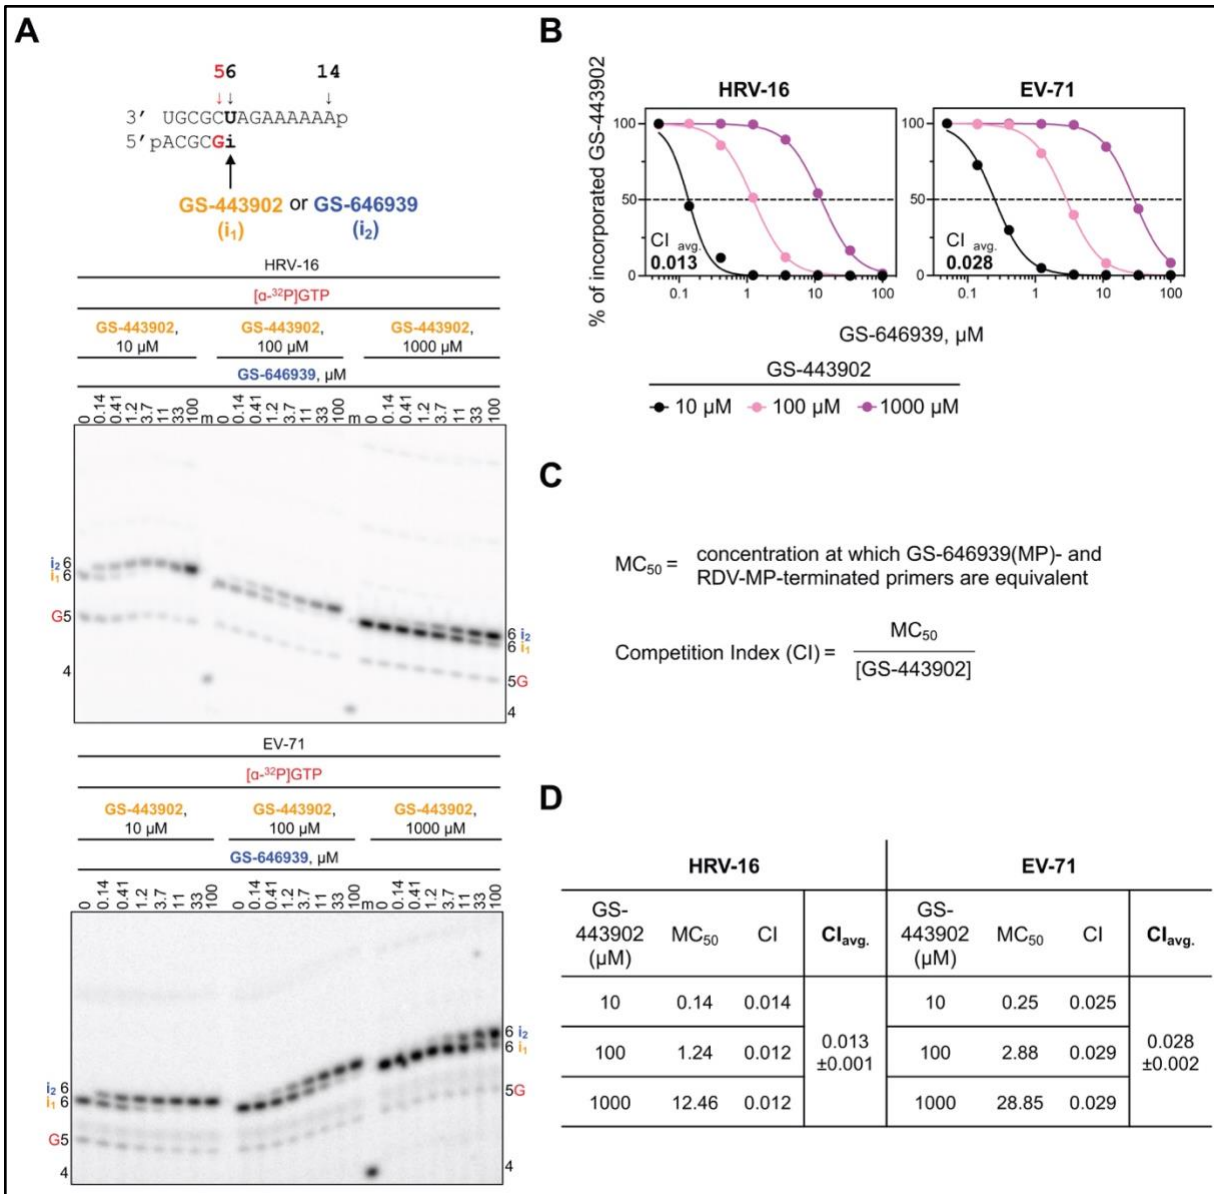 A
5 6 14
↓ ↓ ↓
3′ UGCGCUAGAAAAAAp
5′pACGCGi
GS-443902 or GS-646939
(i₁) (i₂)
HRV-16
[α-³²P]GTP
GS-443902, GS-443902, GS-443902,
10 µM 100 µM 1000 µM
GS-646939, µM
0 0.14 0.41 1.2 3.7 11 33 100 m 0 0.14 0.41 1.2 3.7 11 33 100 m 0 0.14 0.41 1.2 3.7 11 33 100
i₂ 6
i₁ 6
G5
4
6 i₂
6 i₁
5G
4
EV-71
[α-³²P]GTP
GS-443902, GS-443902, GS-443902,
10 µM 100 µM 1000 µM
GS-646939, µM
0 0.14 0.41 1.2 3.7 11 33 100 0 0.14 0.41 1.2 3.7 11 33 100 m 0 0.14 0.41 1.2 3.7 11 33 100
i₂ 6
i₁ 6
G5
4
6 i₂
6 i₁
5G
4
B
HRV-16 EV-71
% of incorporated GS-443902
100
50
0
CI avg.
0.013
0.1 1 10 100
100
50
0
CI avg.
0.028
0.1 1 10 100
GS-646939, µM
GS-443902
10 µM 100 µM 1000 µM
C
MC₅₀ = concentration at which GS-646939(MP)- and
RDV-MP-terminated primers are equivalent
Competition Index (CI) = MC₅₀
[GS-443902]
D
HRV-16 EV-71
GS-443902 (µM) MC₅₀ CI CIavg. GS-443902 (µM) MC₅₀ CI CIavg.
10 0.14 0.014 10 0.25 0.025
100 1.24 0.012 0.013 ±0.001 100 2.88 0.029 0.028 ±0.002
1000 12.46 0.012 1000 28.85 0.029